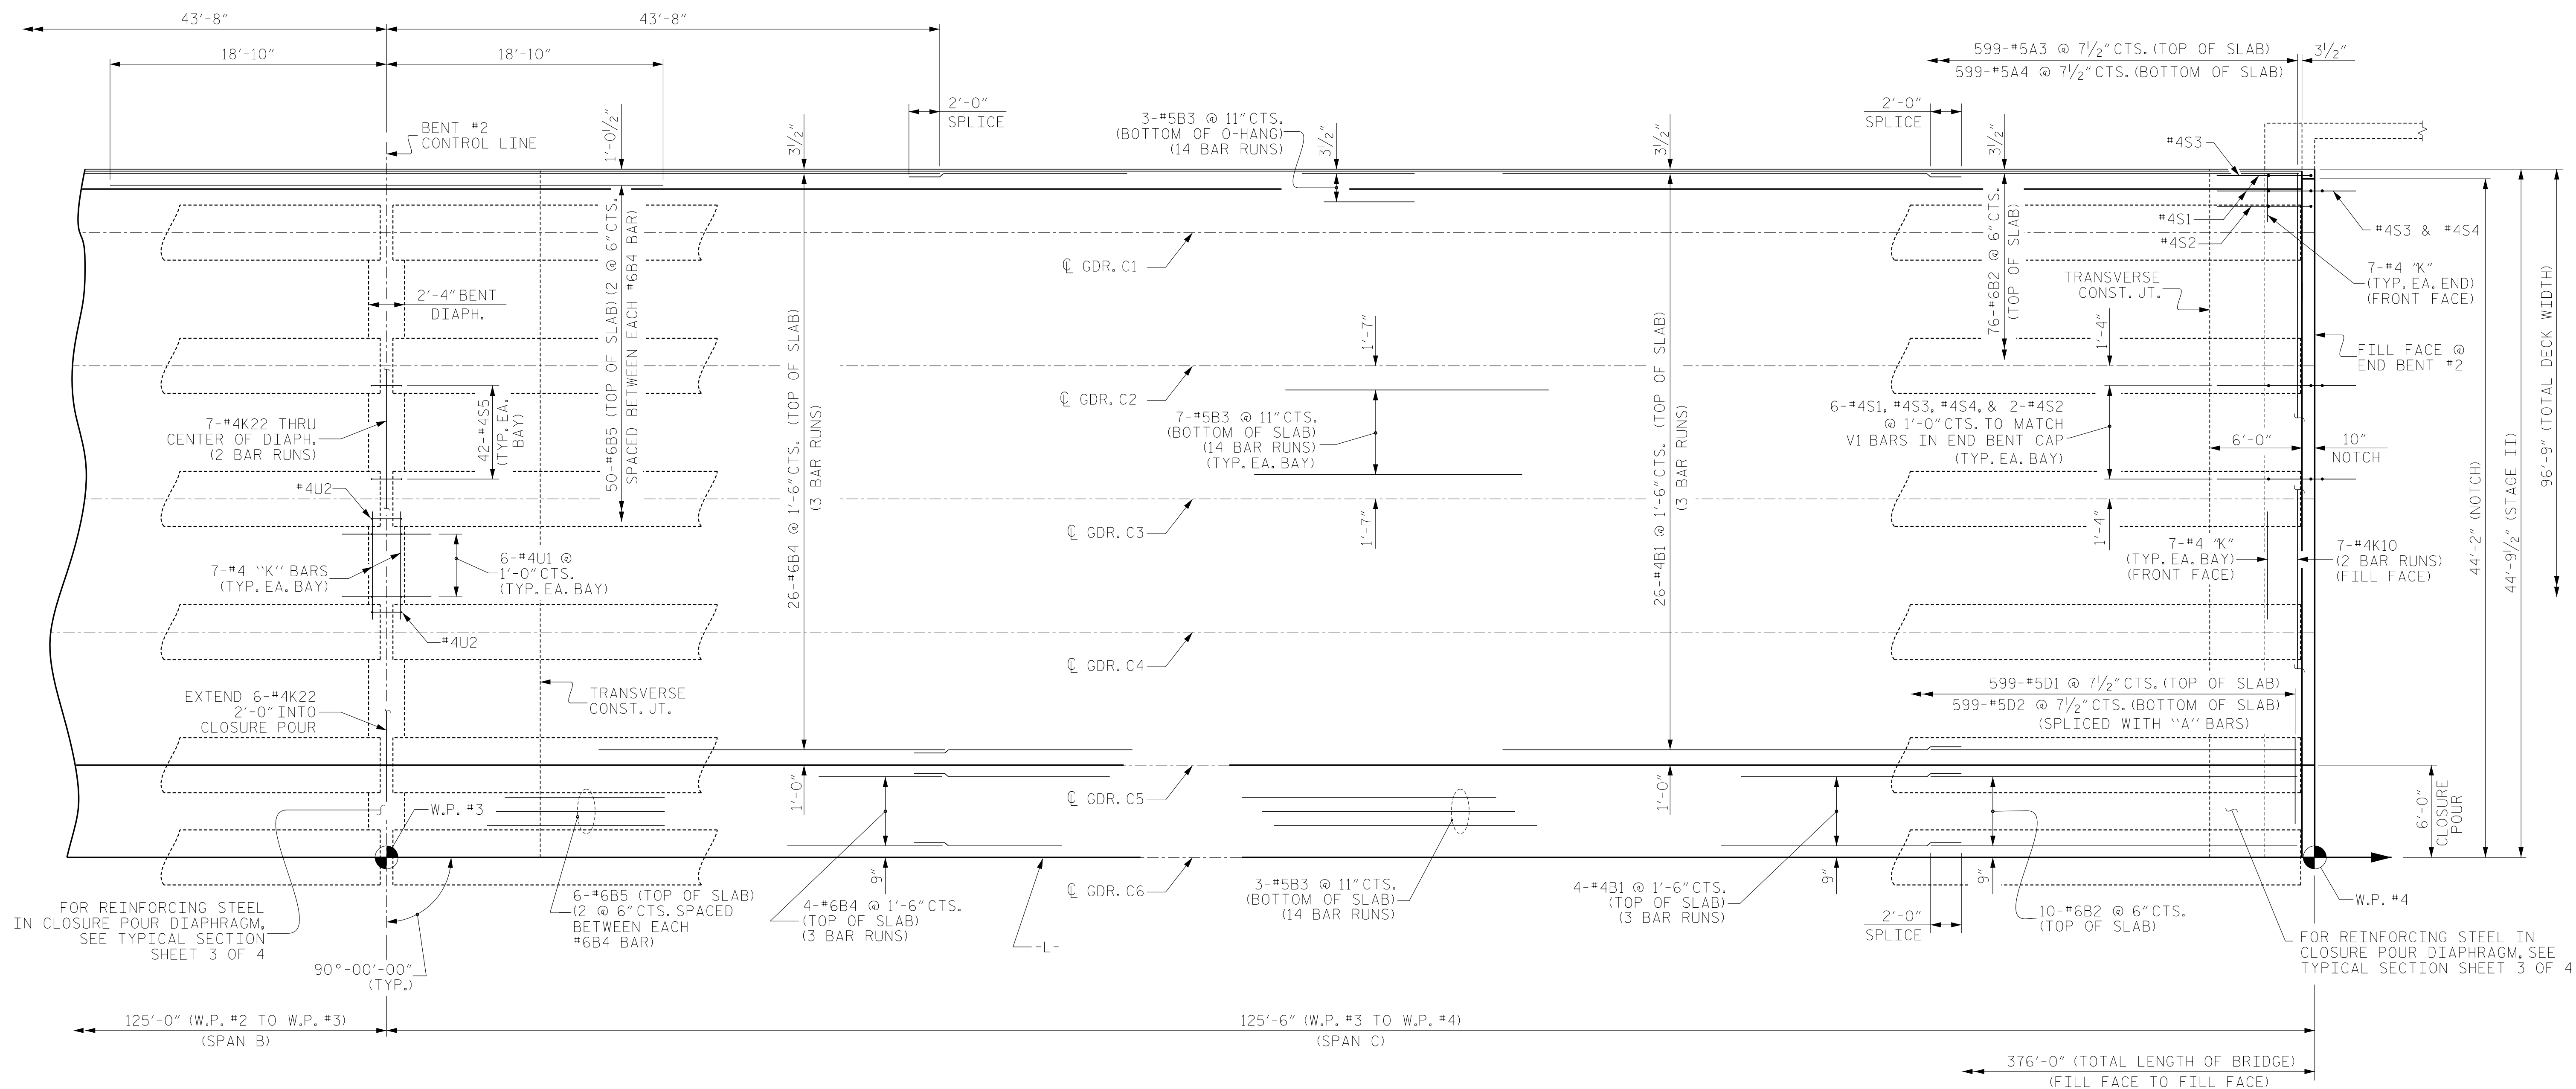 43'-8"
43'-8"
18'-10"
18'-10"
BENT #2
CONTROL LINE
1'-0½"
2'-0"
SPLICE
3½"
3-#5B3 @ 11" CTS.
(BOTTOM OF O-HANG)
(14 BAR RUNS)
3½"
3½"
2'-0"
SPLICE
3½"
599-#5A3 @ 7½" CTS. (TOP OF SLAB)
599-#5A4 @ 7½" CTS. (BOTTOM OF SLAB)
3½"
#4S3
#4S1
#4S2
#4S3 & #4S4
7-#4 "K"
(TYP. EA. END)
(FRONT FACE)
TRANSVERSE
CONST. JT.
FILL FACE @
END BENT #2
96'-9" (TOTAL DECK WIDTH)
44'-9½" (STAGE II)
44'-2" (NOTCH)
℄ GDR. C1
2'-4" BENT
DIAPH.
50-#6B5 (TOP OF SLAB) (2 @ 6" CTS.
SPACED BETWEEN EACH #6B4 BAR)
26-#6B4 @ 1'-6" CTS. (TOP OF SLAB)
(3 BAR RUNS)
26-#4B1 @ 1'-6" CTS. (TOP OF SLAB)
(3 BAR RUNS)
76-#6B2 @ 6" CTS.
(TOP OF SLAB)
1'-7"
1'-4"
℄ GDR. C2
7-#4K22 THRU
CENTER OF DIAPH.
(2 BAR RUNS)
42-#4S5
(TYP. EA.
BAY)
7-#5B3 @ 11" CTS.
(BOTTOM OF SLAB)
(14 BAR RUNS)
(TYP. EA. BAY)
6-#4S1, #4S3, #4S4, & 2-#4S2
@ 1'-0" CTS. TO MATCH
V1 BARS IN END BENT CAP
(TYP. EA. BAY)
6'-0"
10"
NOTCH
#4U2
1'-7"
1'-4"
℄ GDR. C3
7-#4 "K" BARS
(TYP. EA. BAY)
6-#4U1 @
1'-0" CTS.
(TYP. EA. BAY)
7-#4 "K"
(TYP. EA. BAY)
(FRONT FACE)
7-#4K10
(2 BAR RUNS)
(FILL FACE)
#4U2
℄ GDR. C4
EXTEND 6-#4K22
2'-0" INTO
CLOSURE POUR
TRANSVERSE
CONST. JT.
599-#5D1 @ 7½" CTS. (TOP OF SLAB)
599-#5D2 @ 7½" CTS. (BOTTOM OF SLAB)
(SPLICED WITH "A" BARS)
1'-0"
1'-0"
℄ GDR. C5
W.P. #3
6'-0"
CLOSURE
POUR
9"
9"
9"
℄ GDR. C6
6-#6B5 (TOP OF SLAB)
(2 @ 6" CTS. SPACED
BETWEEN EACH
#6B4 BAR)
4-#6B4 @ 1'-6" CTS.
(TOP OF SLAB)
(3 BAR RUNS)
-L-
3-#5B3 @ 11" CTS.
(BOTTOM OF SLAB)
(14 BAR RUNS)
4-#4B1 @ 1'-6" CTS.
(TOP OF SLAB)
(3 BAR RUNS)
2'-0"
SPLICE
10-#6B2 @ 6" CTS.
(TOP OF SLAB)
W.P. #4
FOR REINFORCING STEEL
IN CLOSURE POUR DIAPHRAGM,
SEE TYPICAL SECTION
SHEET 3 OF 4
90°-00'-00"
(TYP.)
FOR REINFORCING STEEL IN
CLOSURE POUR DIAPHRAGM, SEE
TYPICAL SECTION SHEET 3 OF 4
125'-0" (W.P. #2 TO W.P. #3)
(SPAN B)
125'-6" (W.P. #3 TO W.P. #4)
(SPAN C)
376'-0" (TOTAL LENGTH OF BRIDGE)
(FILL FACE TO FILL FACE)